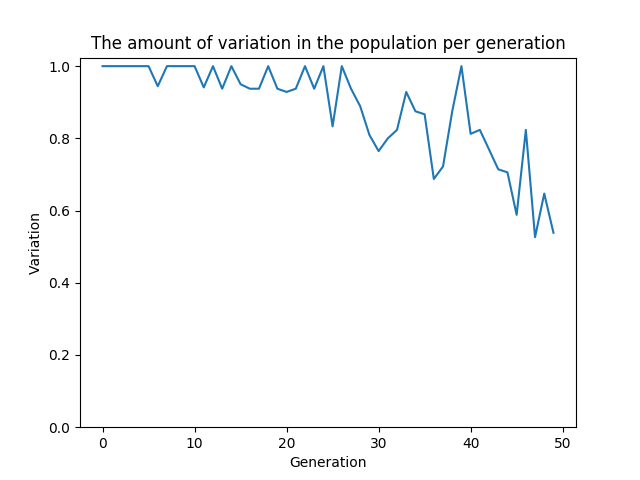 The amount of variation in the population per generation
1.0
0.8
0.6
0.4
0.2
0.0
Variation
0 10 20 30 40 50
Generation